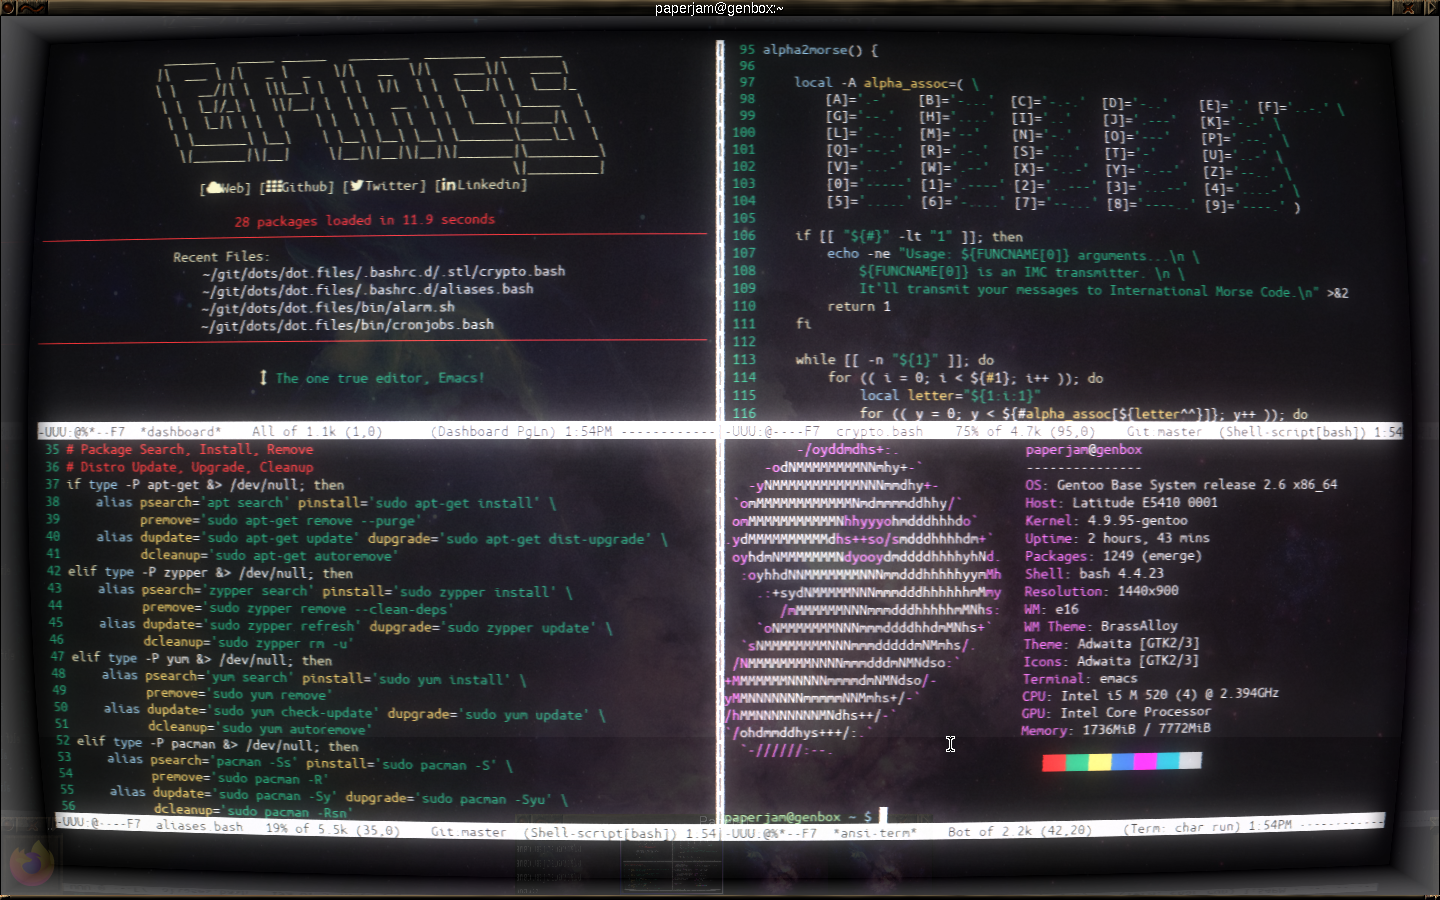 paperjam@genbox:~
[Web] [Github] [Twitter] [Linkedin]
28 packages loaded in 11.9 seconds
Recent Files:
~/git/dots/dot.files/.bashrc.d/.stl/crypto.bash
~/git/dots/dot.files/.bashrc.d/aliases.bash
~/git/dots/dot.files/bin/alarm.sh
~/git/dots/dot.files/bin/cronjobs.bash
The one true editor, Emacs!
-UUU:@%*--F7  *dashboard*    All of 1.1k (1,0)      (Dashboard PgLn) 1:54PM ------------
95 alpha2morse() {
96
97     local -A alpha_assoc=( \
98         [A]='.-' [B]='-...' [C]='-.-.' [D]='-..' [E]='.' [F]='..-.' \
99         [G]='--.' [H]='....' [I]='..' [J]='.---' [K]='-.-' \
100         [L]='.-..' [M]='--' [N]='-.' [O]='---' [P]='.--.' \
101         [Q]='--.-' [R]='.-.' [S]='...' [T]='-' [U]='..-' \
102         [V]='...-' [W]='.--' [X]='-..-' [Y]='-.--' [Z]='--..' \
103         [0]='-----' [1]='.----' [2]='..---' [3]='...--' [4]='....-' \
104         [5]='.....' [6]='-....' [7]='--...' [8]='---..' [9]='----.' )
105
106     if [[ "${#}" -lt "1" ]]; then
107         echo -ne "Usage: ${FUNCNAME[0]} arguments...\n \
108             ${FUNCNAME[0]} is an IMC transmitter. \n \
109             It'll transmit your messages to International Morse Code.\n" >&2
110         return 1
111     fi
112
113     while [[ -n "${1}" ]]; do
114         for (( i = 0; i < ${#1}; i++ )); do
115             local letter="${1:i:1}"
116             for (( y = 0; y < ${#alpha_assoc[${letter^^}]}; y++ )); do
-UUU:@----F7  crypto.bash    75% of 4.7k (95,0)    Git:master  (Shell-script[bash]) 1:54
35 # Package Search, Install, Remove
36 # Distro Update, Upgrade, Cleanup
37 if type -P apt-get &> /dev/null; then
38     alias psearch='apt search' pinstall='sudo apt-get install' \
39           premove='sudo apt-get remove --purge'
40     alias dupdate='sudo apt-get update' dupgrade='sudo apt-get dist-upgrade' \
41           dcleanup='sudo apt-get autoremove'
42 elif type -P zypper &> /dev/null; then
43     alias psearch='zypper search' pinstall='sudo zypper install' \
44           premove='sudo zypper remove --clean-deps'
45     alias dupdate='sudo zypper refresh' dupgrade='sudo zypper update' \
46           dcleanup='sudo zypper rm -u'
47 elif type -P yum &> /dev/null; then
48     alias psearch='yum search' pinstall='sudo yum install' \
49           premove='sudo yum remove'
50     alias dupdate='sudo yum check-update' dupgrade='sudo yum update' \
51           dcleanup='sudo yum autoremove'
52 elif type -P pacman &> /dev/null; then
53     alias psearch='pacman -Ss' pinstall='sudo pacman -S' \
54           premove='sudo pacman -R'
55     alias dupdate='sudo pacman -Sy' dupgrade='sudo pacman -Syu' \
56           dcleanup='sudo pacman -Rsn'
-UUU:@----F7  aliases.bash   19% of 5.5k (35,0)    Git:master  (Shell-script[bash]) 1:54
paperjam@genbox
---------------
OS: Gentoo Base System release 2.6 x86_64
Host: Latitude E5410 0001
Kernel: 4.9.95-gentoo
Uptime: 2 hours, 43 mins
Packages: 1249 (emerge)
Shell: bash 4.4.23
Resolution: 1440x900
WM: e16
WM Theme: BrassAlloy
Theme: Adwaita [GTK2/3]
Icons: Adwaita [GTK2/3]
Terminal: emacs
CPU: Intel i5 M 520 (4) @ 2.394GHz
GPU: Intel Core Processor
Memory: 1736MiB / 7772MiB
paperjam@genbox ~ $
-UUU:@%*--F7  *ansi-term*    Bot of 2.2k (42,20)    (Term: char run) 1:54PM ------------